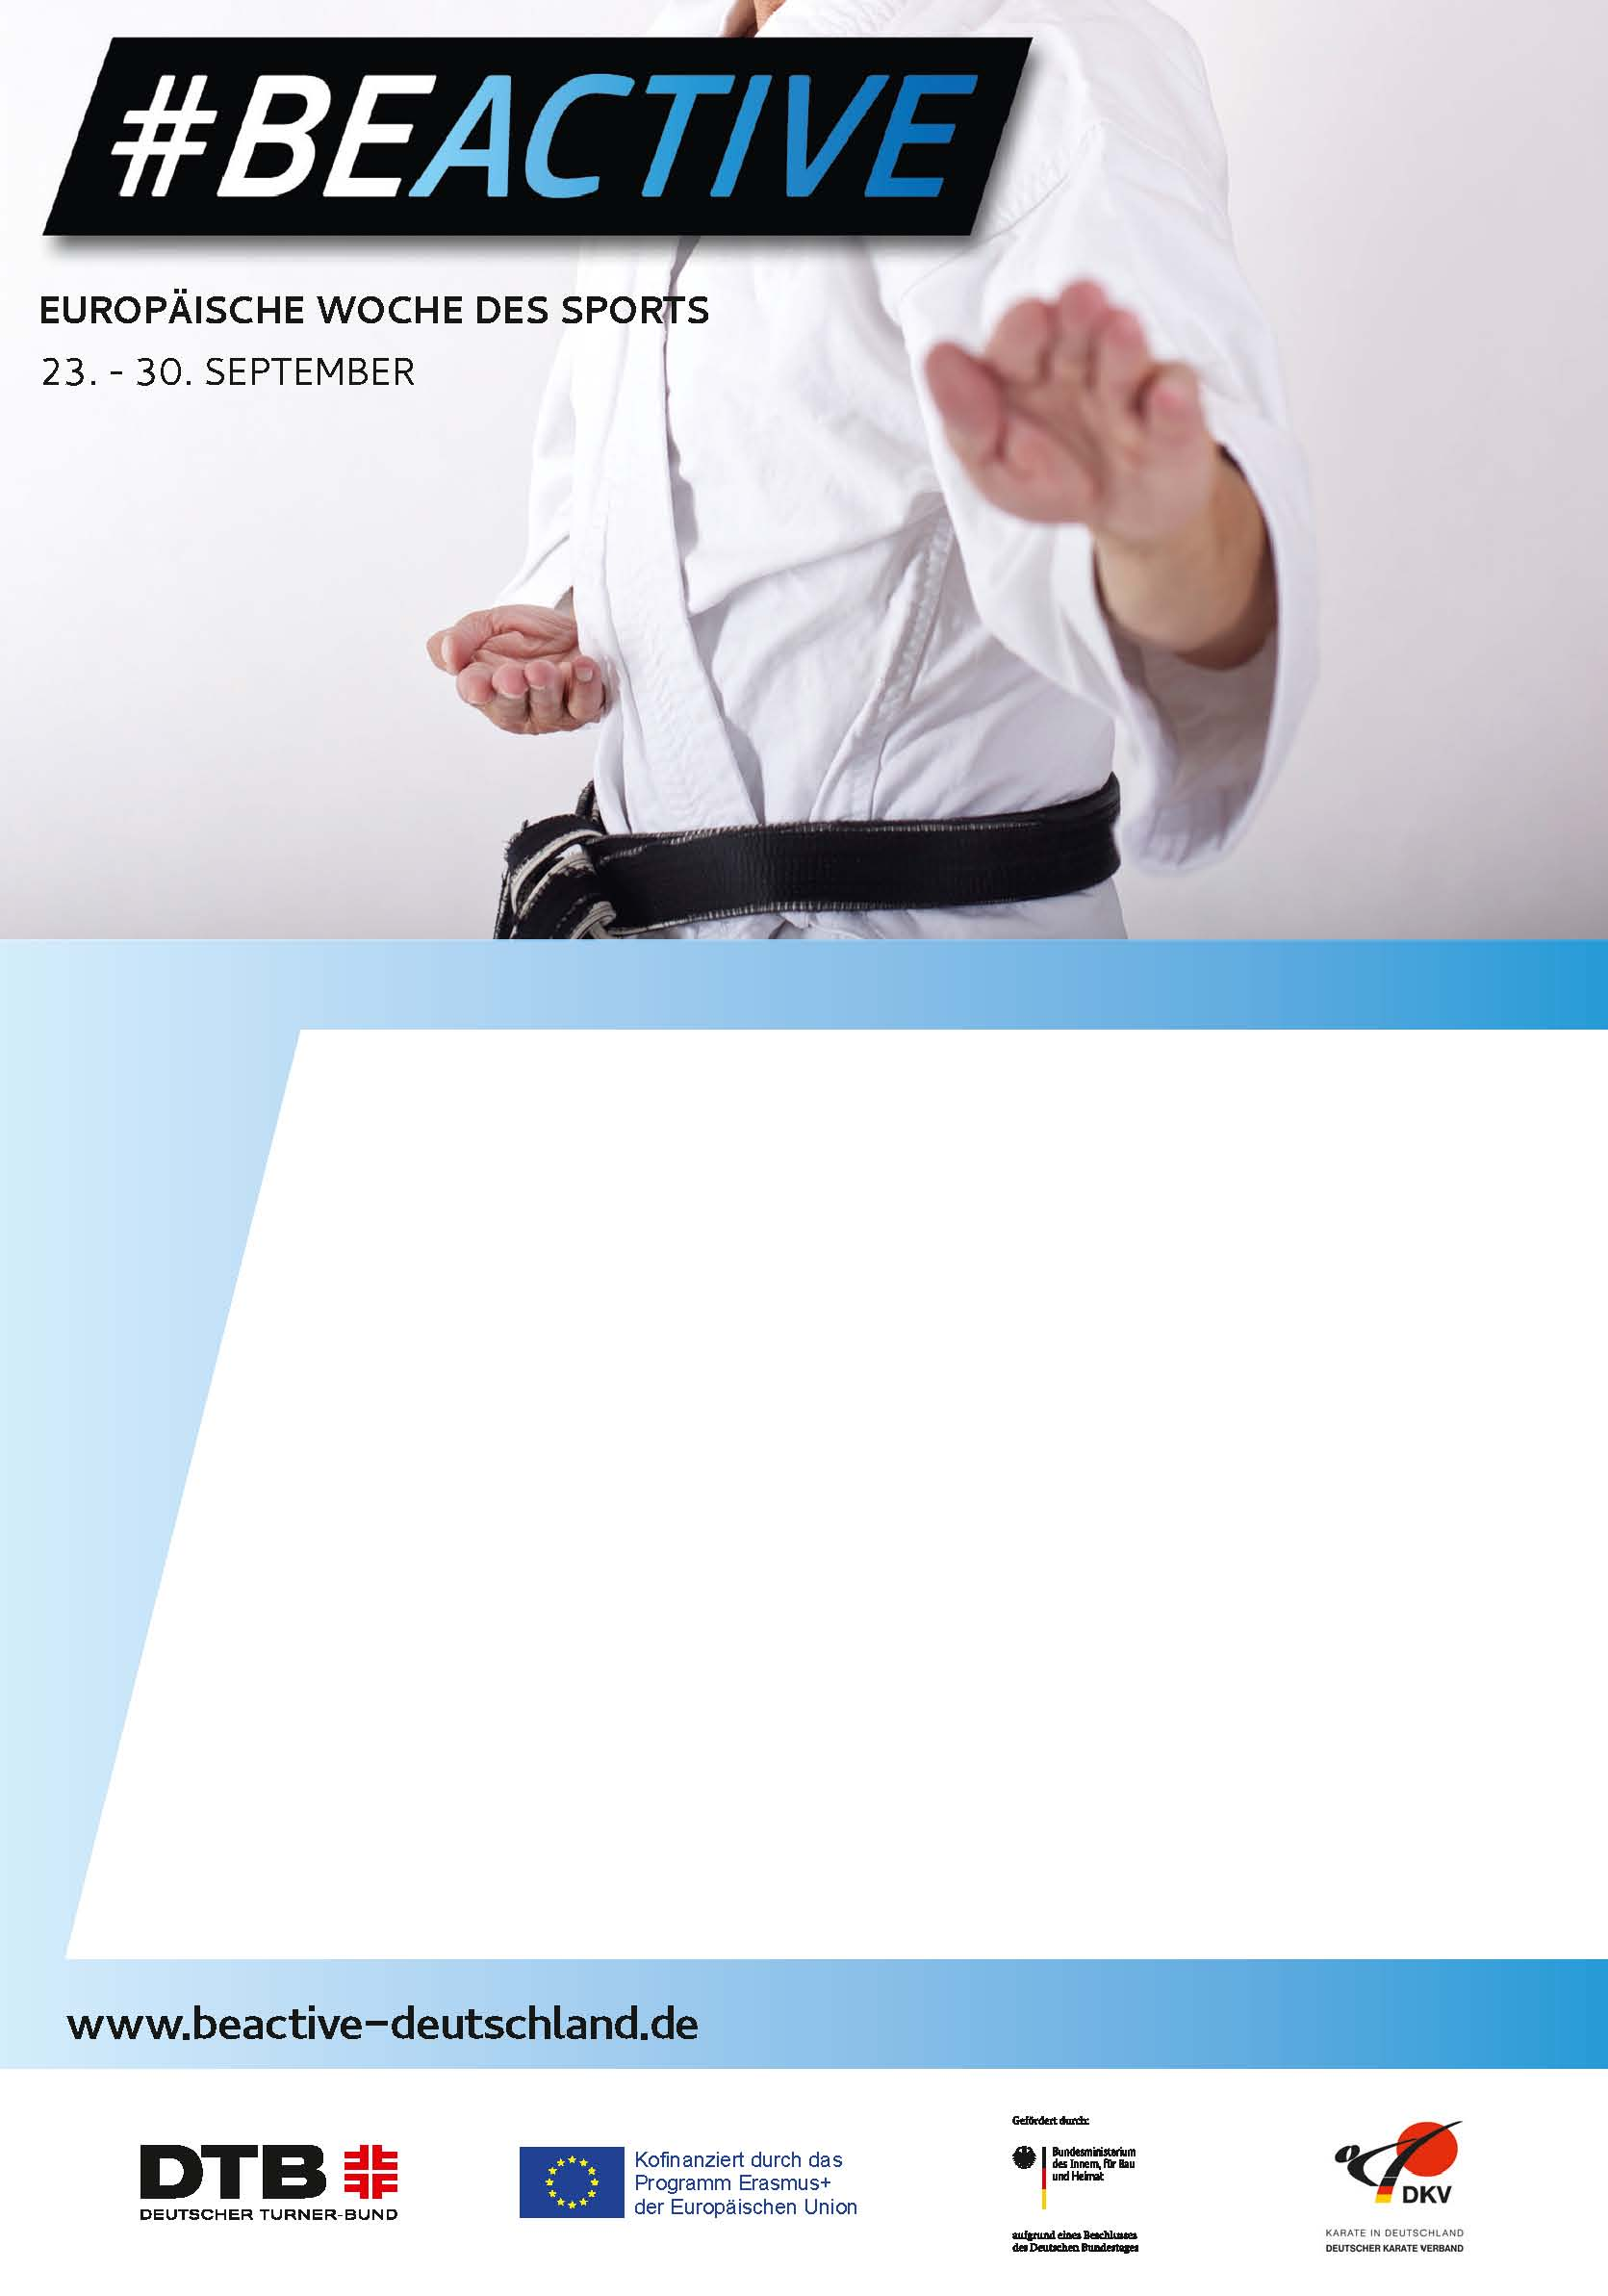 #BEACTIVE
EUROPÄISCHE WOCHE DES SPORTS
23. - 30. SEPTEMBER
www.beactive-deutschland.de
DTB
DEUTSCHER TURNER-BUND
Kofinanziert durch das
Programm Erasmus+
der Europäischen Union
Gefördert durch:
Bundesministerium
des Innern, für Bau
und Heimat
aufgrund eines Beschlusses
des Deutschen Bundestages
DKV
KARATE IN DEUTSCHLAND
DEUTSCHER KARATE VERBAND